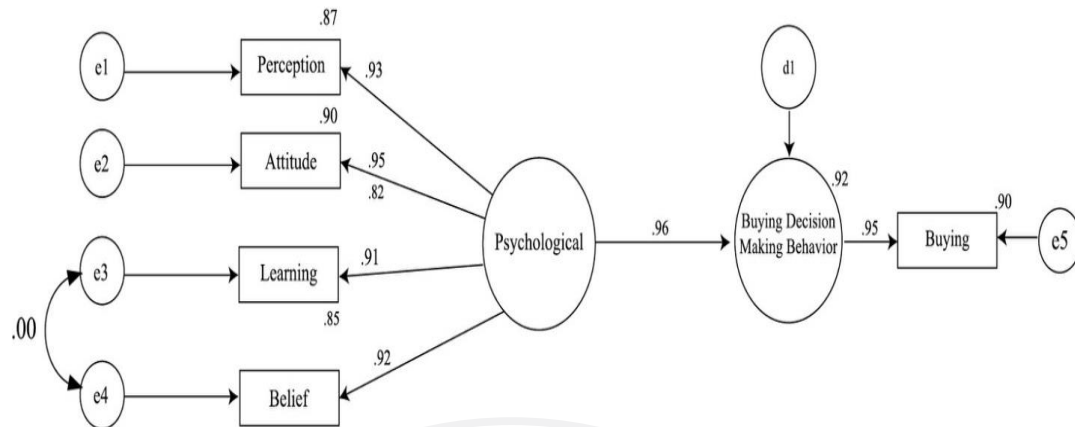 .87
e1
Perception
.93
.90
e2
Attitude
.95
.82
e3
Learning
.91
.85
.00
e4
Belief
.92
Psychological
.96
d1
.92
Buying Decision
Making Behavior
.95
.90
Buying
e5